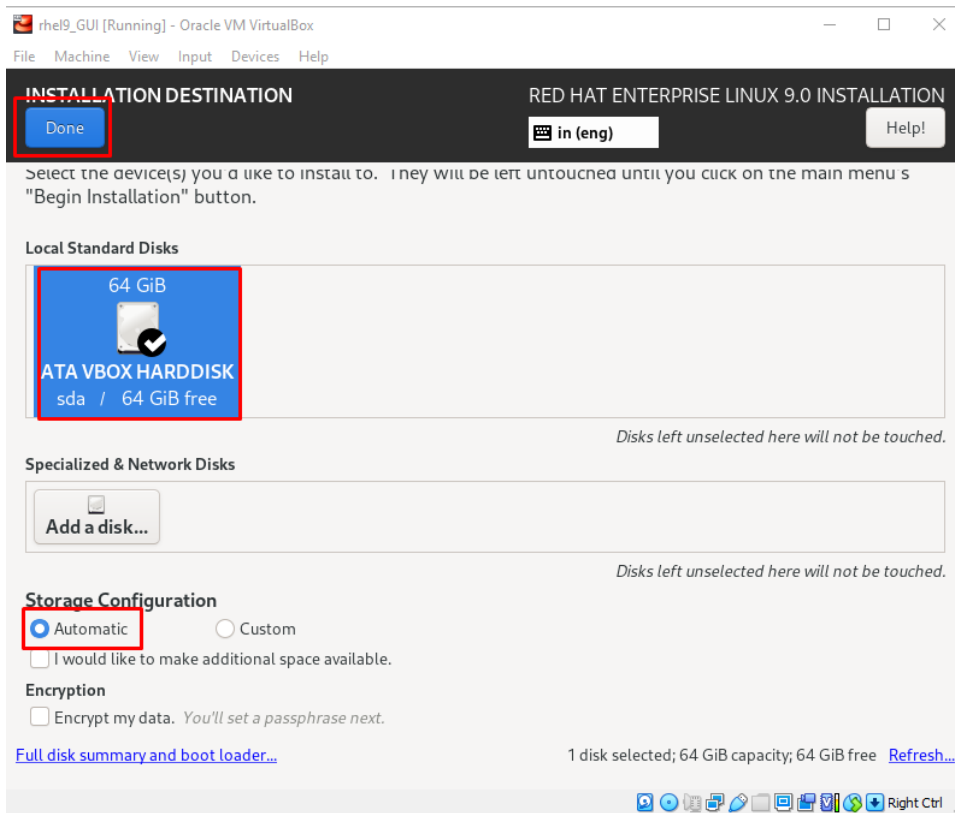 rhel9_GUI [Running] - Oracle VM VirtualBox
File Machine View Input Devices Help
INSTALLATION DESTINATION
RED HAT ENTERPRISE LINUX 9.0 INSTALLATION
Done
in (eng)
Help!
Select the device(s) you'd like to install to. They will be left untouched until you click on the main menu's
"Begin Installation" button.
Local Standard Disks
64 GiB
ATA VBOX HARDDISK
sda / 64 GiB free
Disks left unselected here will not be touched.
Specialized & Network Disks
Add a disk...
Disks left unselected here will not be touched.
Storage Configuration
Automatic Custom
I would like to make additional space available.
Encryption
Encrypt my data. You'll set a passphrase next.
Full disk summary and boot loader...
1 disk selected; 64 GiB capacity; 64 GiB free Refresh...
Right Ctrl